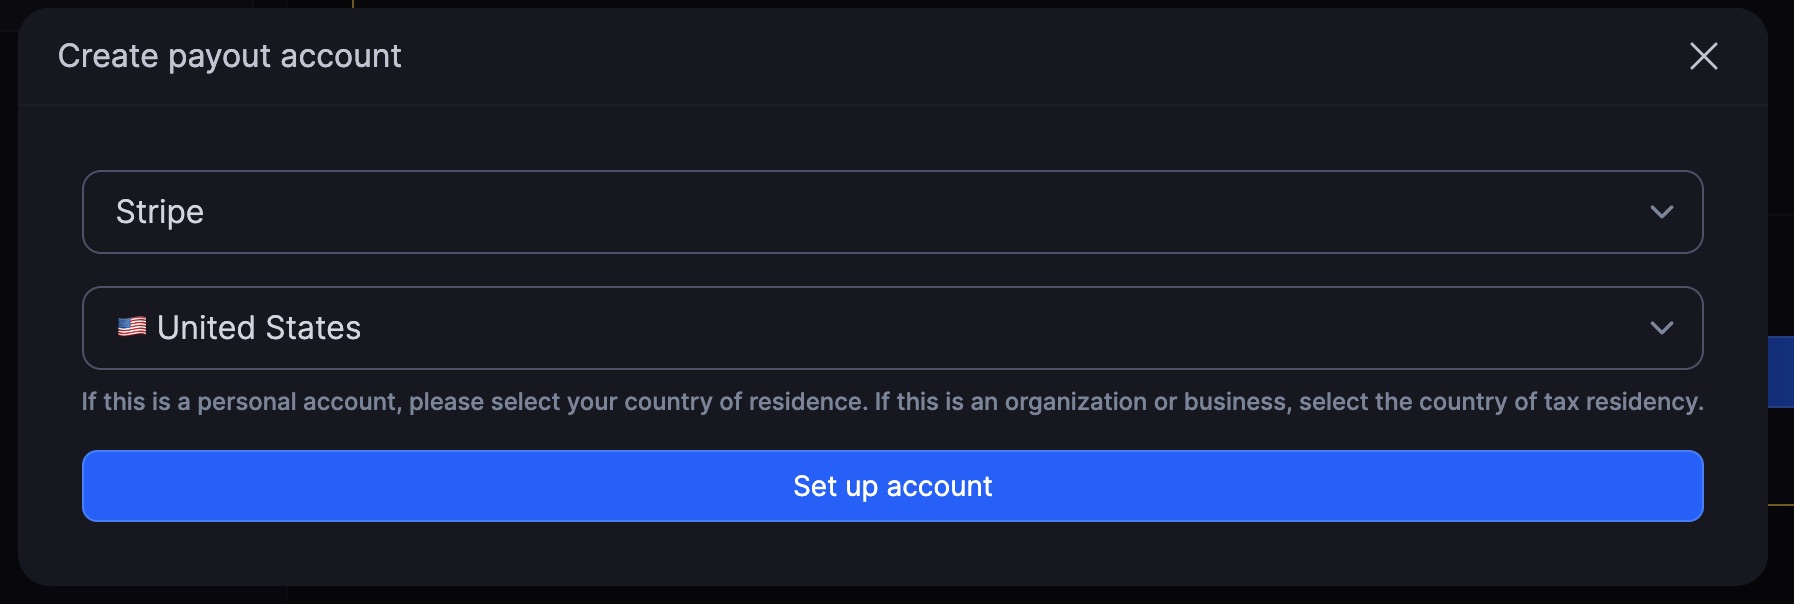 Create payout account
Stripe
🇺🇸 United States
If this is a personal account, please select your country of residence. If this is an organization or business, select the country of tax residency.
Set up account